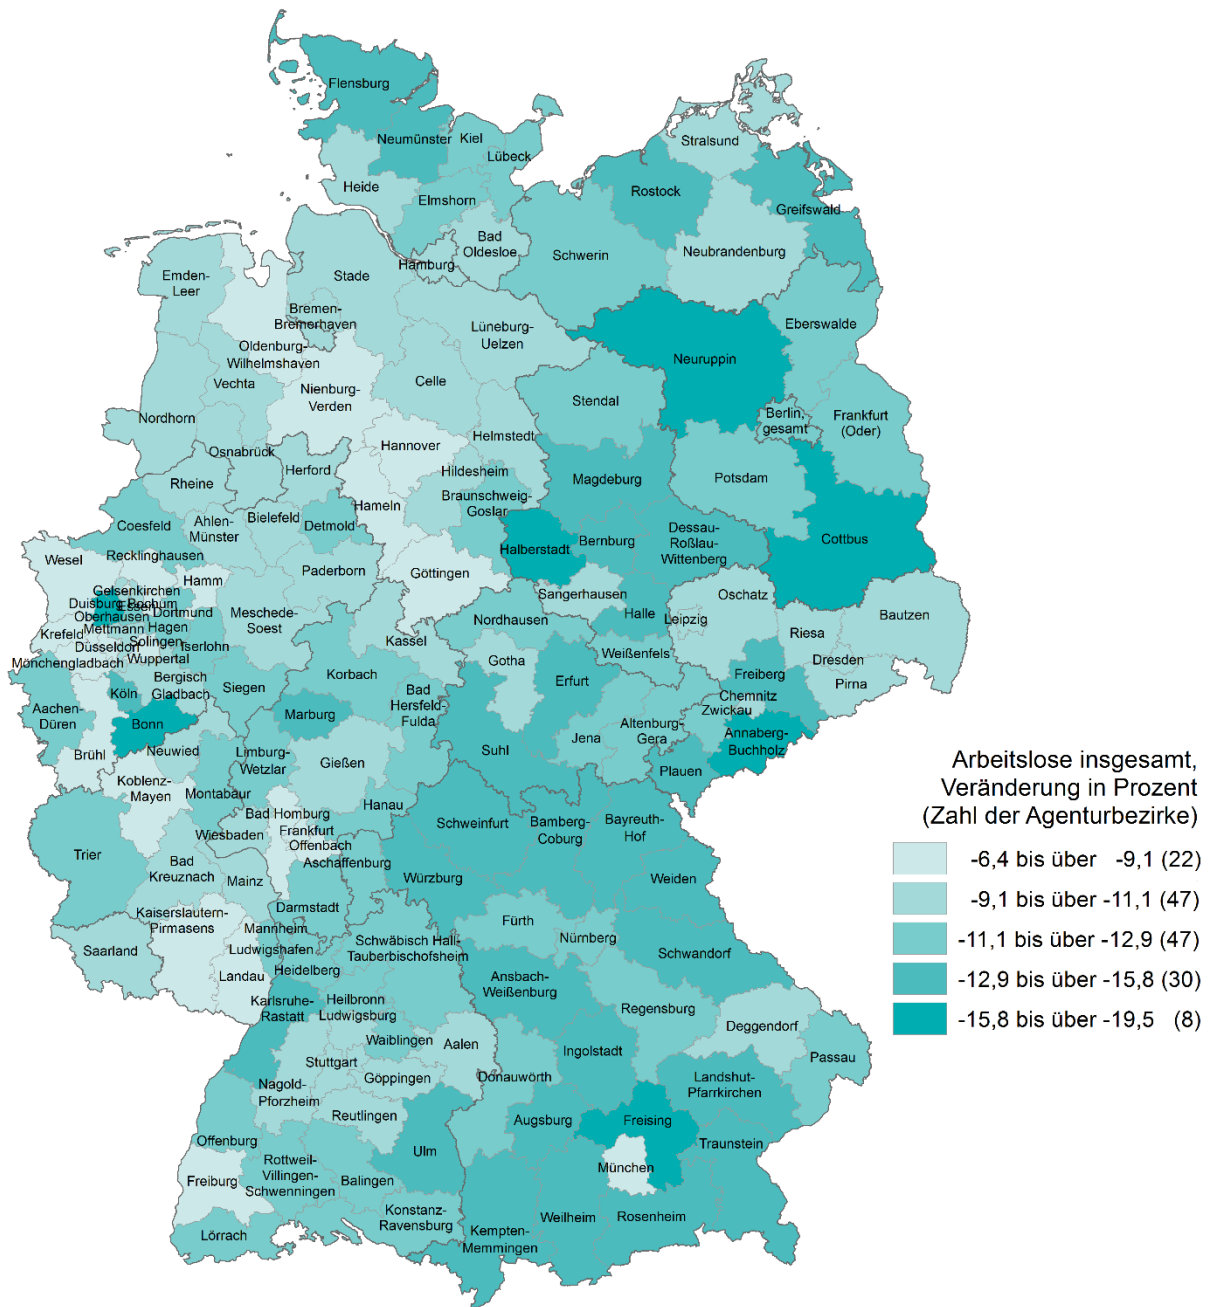 Flensburg
Neumünster
Kiel
Lübeck
Stralsund
Heide
Rostock
Elmshorn
Greifswald
Bad
Oldesloe
Schwerin
Neubrandenburg
Hamburg
Emden-
Leer
Stade
Bremen-
Bremerhaven
Lüneburg-
Uelzen
Eberswalde
Oldenburg-
Wilhelmshaven
Neuruppin
Vechta
Nienburg-
Verden
Celle
Stendal
Berlin,
gesamt
Frankfurt
(Oder)
Nordhorn
Hannover
Helmstedt
Osnabrück
Herford
Hildesheim
Rheine
Magdeburg
Potsdam
Braunschweig-
Goslar
Hameln
Coesfeld
Ahlen-
Münster
Bielefeld
Detmold
Dessau-
Roßlau-
Wittenberg
Bernburg
Cottbus
Halberstadt
Recklinghausen
Wesel
Paderborn
Göttingen
Hamm
Gelsenkirchen
Sangerhausen
Oschatz
Duisburg
Essen
Bochum
Oberhausen
Dortmund
Meschede-
Soest
Nordhausen
Halle
Leipzig
Bautzen
Mettmann
Hagen
Krefeld
Solingen
Iserlohn
Düsseldorf
Kassel
Riesa
Wuppertal
Mönchengladbach
Weißenfels
Gotha
Dresden
Bergisch
Gladbach
Siegen
Korbach
Erfurt
Freiberg
Pirna
Köln
Bad
Hersfeld-
Fulda
Chemnitz
Zwickau
Aachen-
Düren
Marburg
Bonn
Altenburg-
Gera
Jena
Annaberg-
Buchholz
Brühl
Neuwied
Limburg-
Wetzlar
Gießen
Suhl
Plauen
Koblenz-
Mayen
Montabaur
Hanau
Bad Homburg
Schweinfurt
Bamberg-
Coburg
Bayreuth-
Hof
Wiesbaden
Frankfurt
Offenbach
Trier
Aschaffenburg
Bad
Kreuznach
Mainz
Würzburg
Weiden
Kaiserslautern-
Pirmasens
Darmstadt
Fürth
Mannheim
Nürnberg
Saarland
Ludwigshafen
Schwäbisch Hall-
Tauberbischofsheim
Schwandorf
Landau
Heidelberg
Ansbach-
Weißenburg
Karlsruhe-
Rastatt
Heilbronn
Ludwigsburg
Regensburg
Deggendorf
Waiblingen
Aalen
Ingolstadt
Passau
Stuttgart
Göppingen
Donauwörth
Landshut-
Pfarrkirchen
Nagold-
Pforzheim
Reutlingen
Augsburg
Freising
Offenburg
Ulm
Traunstein
Rottweil-
Villingen-
Schwenningen
München
Freiburg
Balingen
Konstanz-
Ravensburg
Weilheim
Rosenheim
Lörrach
Kempten-
Memmingen
Arbeitslose insgesamt,
Veränderung in Prozent
(Zahl der Agenturbezirke)
-6,4 bis über -9,1 (22)
-9,1 bis über -11,1 (47)
-11,1 bis über -12,9 (47)
-12,9 bis über -15,8 (30)
-15,8 bis über -19,5 (8)